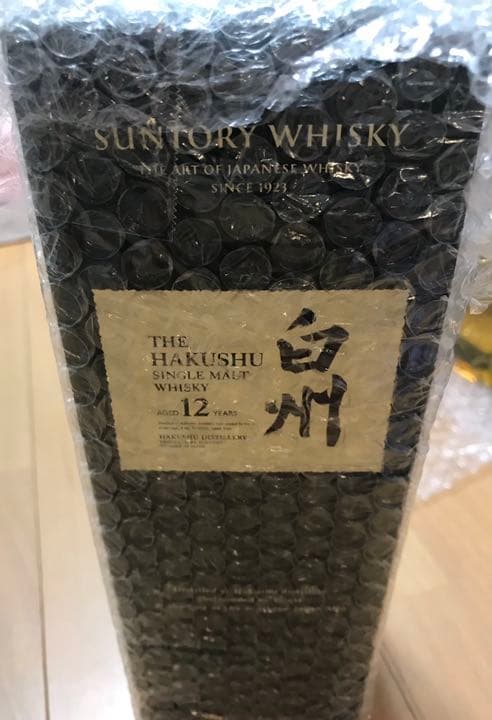 SUNTORY WHISKY
THE ART OF JAPANESE WHISKY
SINCE 1923
THE
HAKUSHU
SINGLE MALT
WHISKY
AGED 12 YEARS
HAKUSHU DISTILLERY
白州